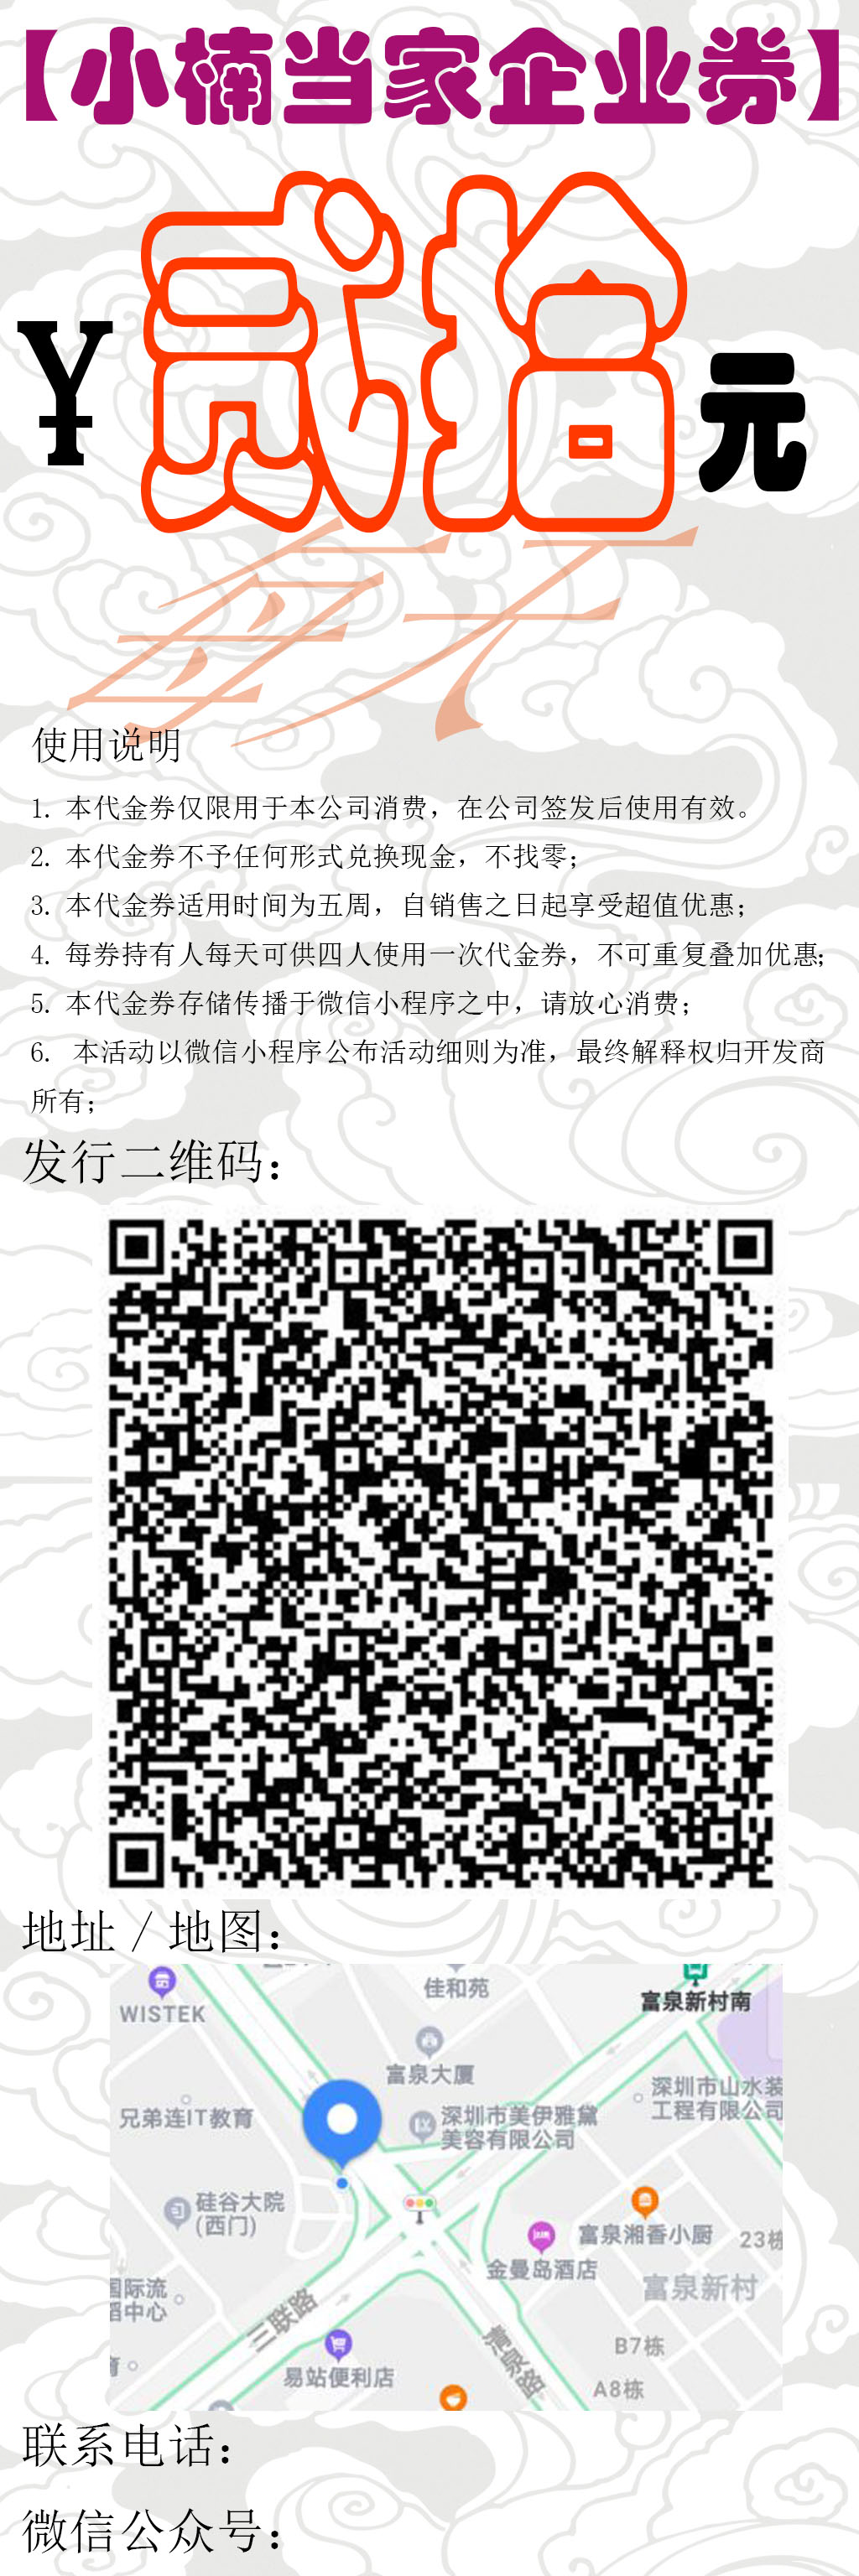 【小楠当家企业券】
¥贰拾元
每天
使用说明
1. 本代金券仅限用于本公司消费，在公司签发后使用有效。
2. 本代金券不予任何形式兑换现金，不找零；
3. 本代金券适用时间为五周，自销售之日起享受超值优惠；
4. 每券持有人每天可供四人使用一次代金券，不可重复叠加优惠；
5. 本代金券存储传播于微信小程序之中，请放心消费；
6. 本活动以微信小程序公布活动细则为准，最终解释权归开发商
所有；
发行二维码：
地址/地图：
佳和苑
富泉新村南
WISTEK
富泉大厦
深圳市山水装
工程有限公司
兄弟连IT教育
深圳市美伊雅黛
美容有限公司
硅谷大院
(西门)
富泉湘香小厨
23栋
金曼岛酒店
国际流
中心
富泉新村
三联路
清泉路
B7栋
易站便利店
A8栋
联系电话：
微信公众号：